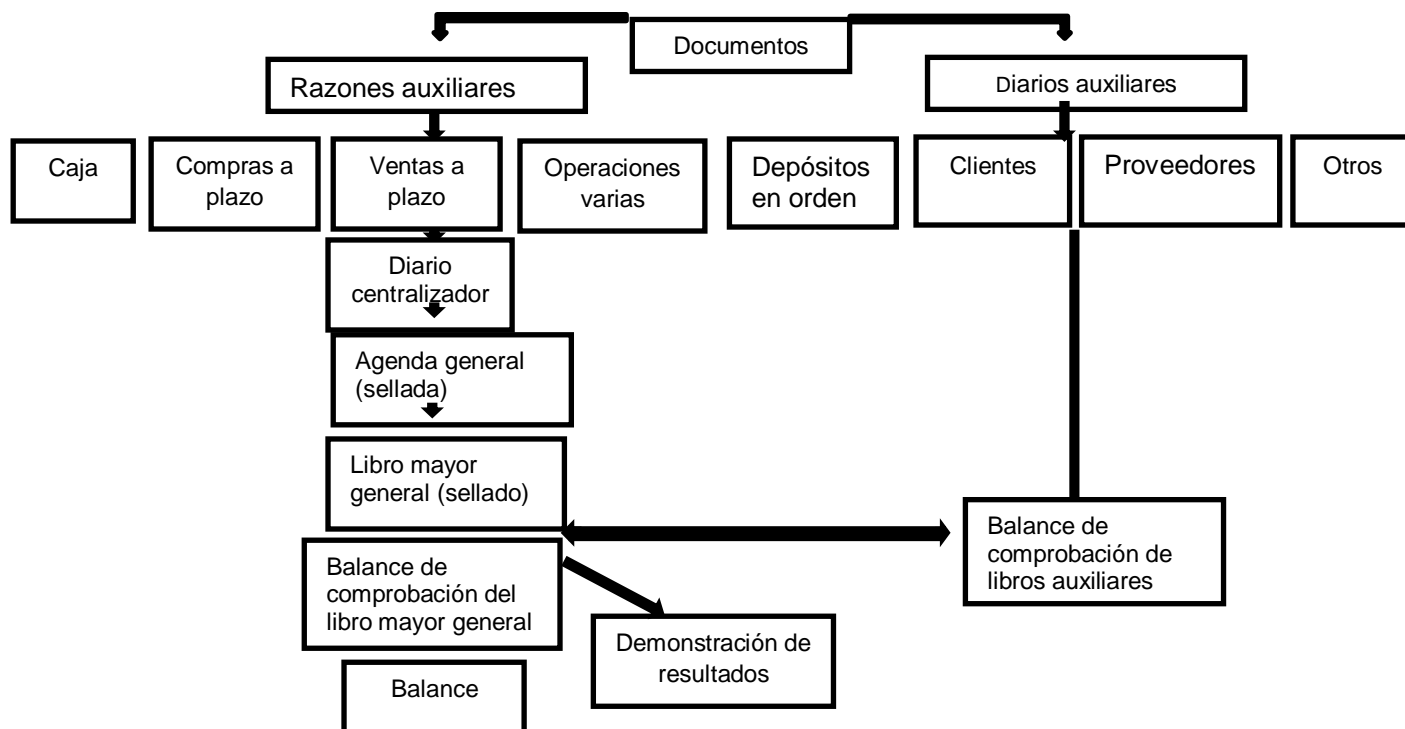 Documentos
Razones auxiliares
Diarios auxiliares
Caja
Compras a
plazo
Ventas a
plazo
Operaciones
varias
Depósitos
en orden
Clientes
Proveedores
Otros
Diario
centralizador
Agenda general
(sellada)
Libro mayor
general (sellado)
Balance de
comprobación de
libros auxiliares
Balance de
comprobación del
libro mayor general
Demonstración de
resultados
Balance